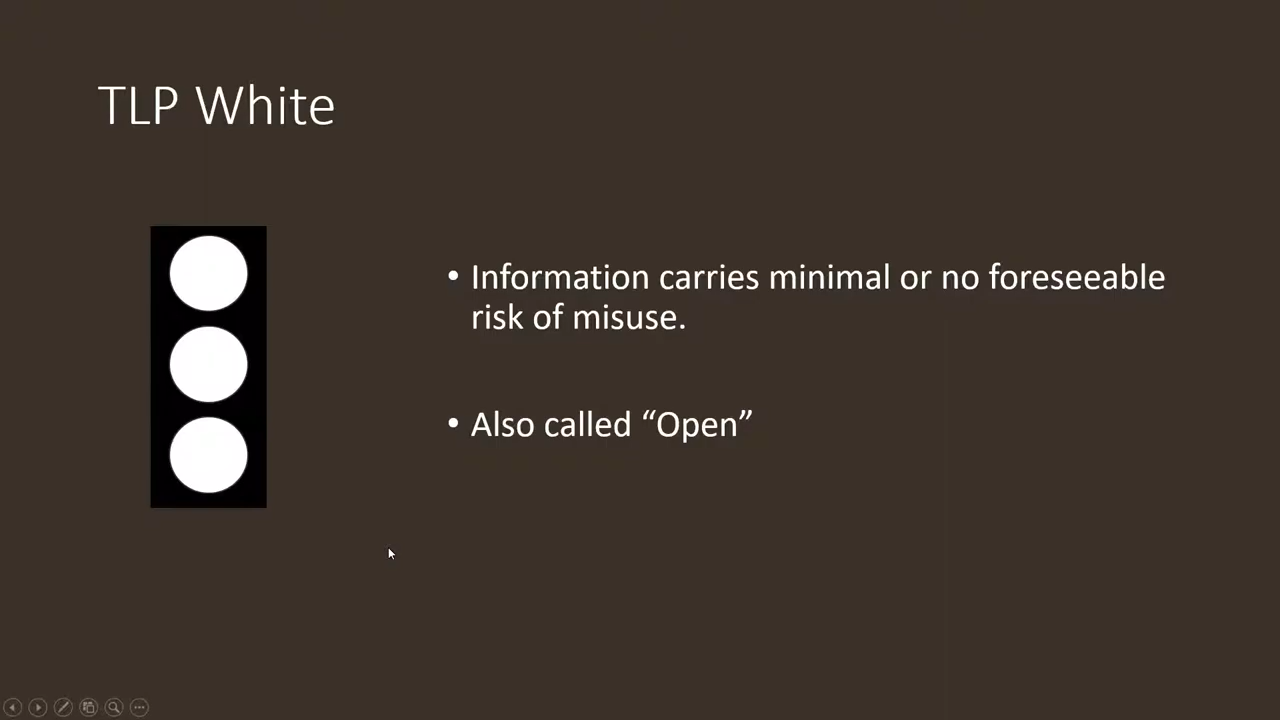 TLP White
• Information carries minimal or no foreseeable
risk of misuse.
• Also called “Open”